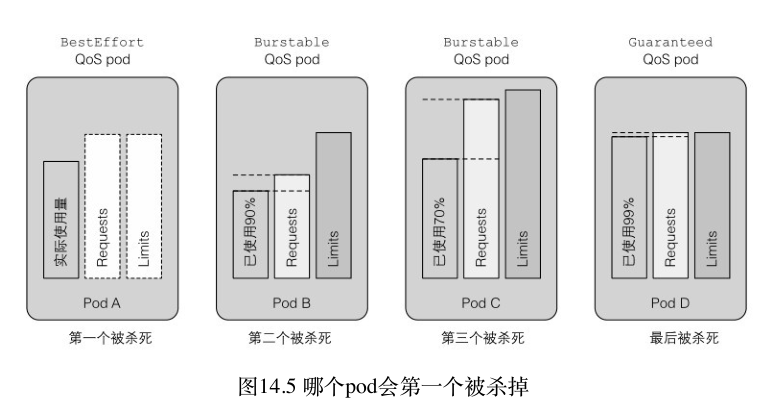 BestEffort
QoS pod
实际使用量
Requests
Limits
Pod A
第一个被杀死
Burstable
QoS pod
已使用90%
Requests
Limits
Pod B
第二个被杀死
Burstable
QoS pod
已使用70%
Requests
Limits
Pod C
第三个被杀死
Guaranteed
QoS pod
已使用99%
Requests
Limits
Pod D
最后被杀死
图14.5 哪个pod会第一个被杀掉